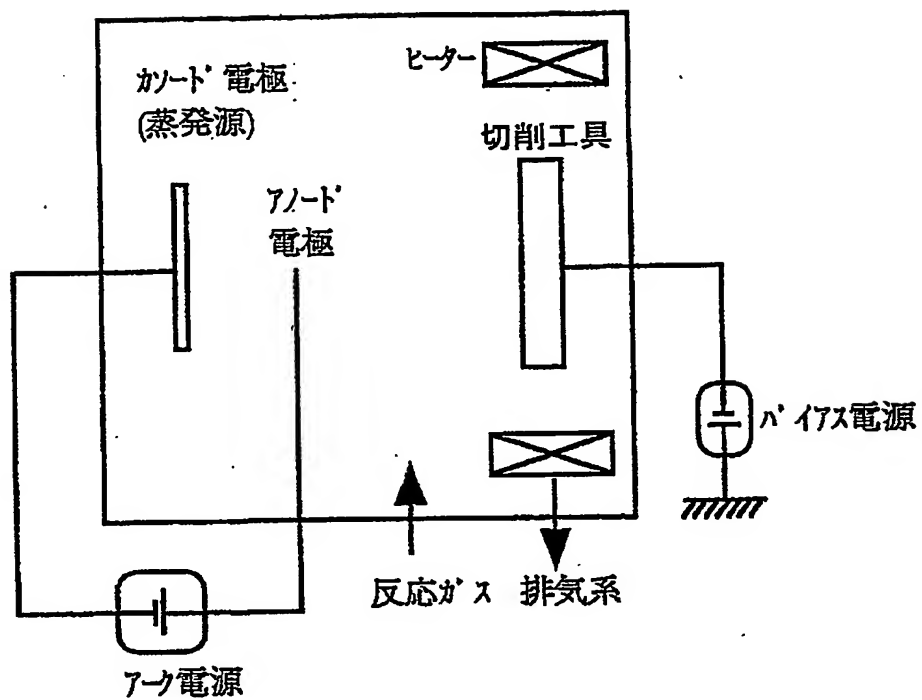 ヒーター
カソード電極
(蒸発源)
切削工具
アノード
電極
バイアス電源
反応ガス 排気系
アーク電源